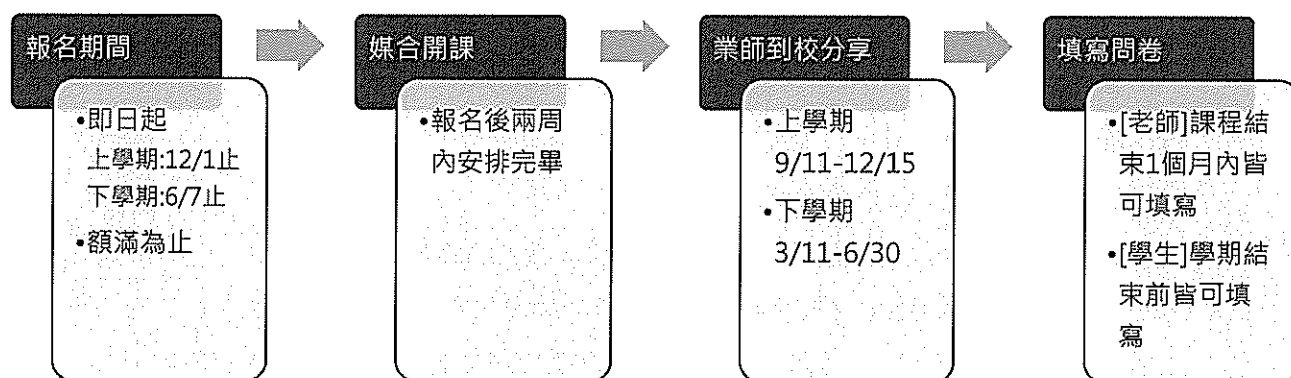 報名期間
•即日起
上學期:12/1止
下學期:6/7止
•額滿為止
媒合開課
•報名後兩周
內安排完畢
業師到校分享
•上學期
9/11-12/15
•下學期
3/11-6/30
填寫問卷
•[老師]課程結
束1個月內皆
可填寫
•[學生]學期結
束前皆可填
寫